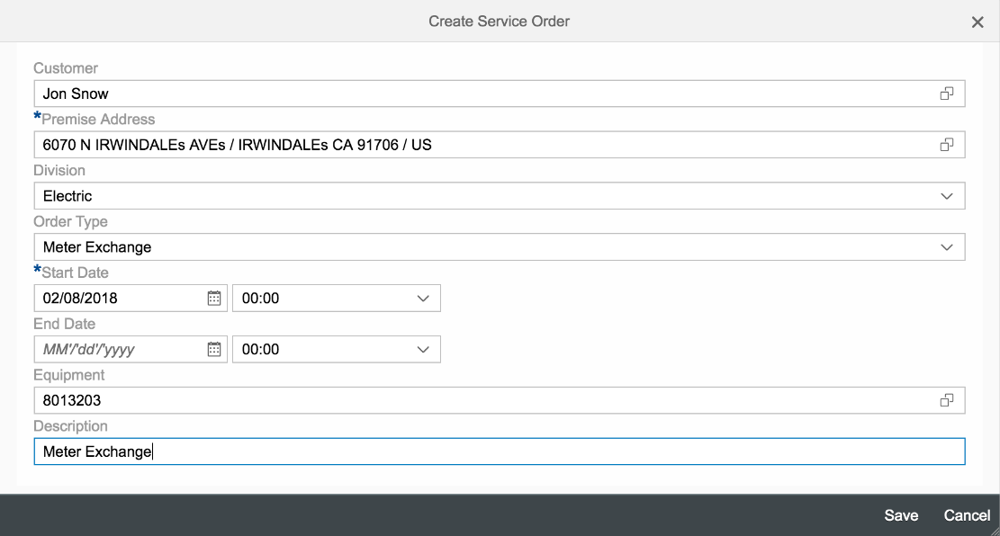 Create Service Order
Customer
Jon Snow
*Premise Address
6070 N IRWINDALEs AVEs / IRWINDALEs CA 91706 / US
Division
Electric
Order Type
Meter Exchange
*Start Date
02/08/2018 00:00
End Date
MM'/'dd'/'yyyy 00:00
Equipment
8013203
Description
Meter Exchange
Save Cancel